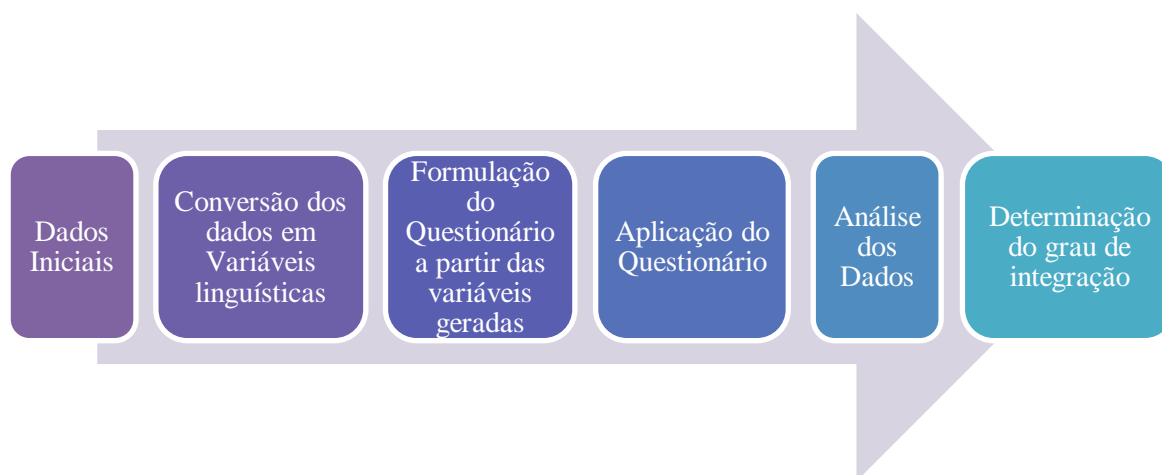 Dados
Iniciais
Conversão dos
dados em
Variáveis
linguísticas
Formulação
do
Questionário
a partir das
variáveis
geradas
Aplicação do
Questionário
Análise
dos
Dados
Determinação
do grau de
integração